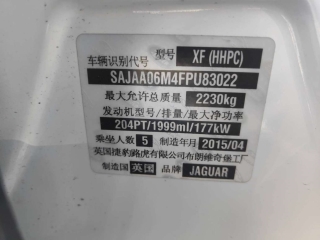 车辆识别代号 型号 XF (HHPC)
SAJAA06M4FPU83022
最大允许总质量 2230kg
发动机型号/排量/最大净功率
204PT/1999ml/177kW
乘坐人数 5 制造年月 2015/04
英国捷豹路虎有限公司布朗维奇堡工厂
制造国 英国 品牌 JAGUAR